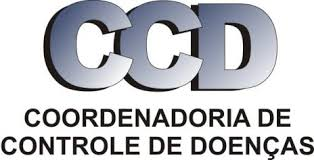 CCD
COORDENADORIA DE
CONTROLE DE DOENÇAS